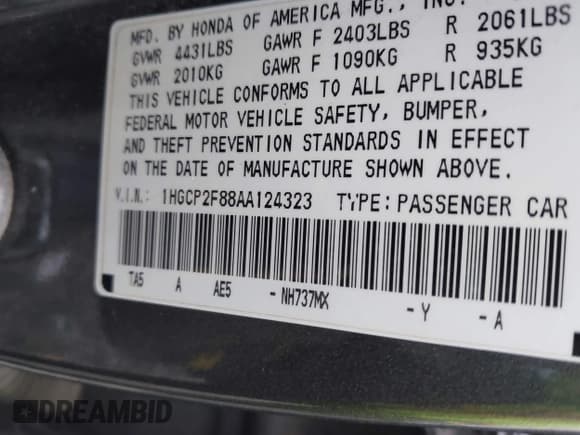 MFD. BY HONDA OF AMERICA MFG., INC.
GVWR 4431LBS GAWR F 2403LBS R 2061LBS
GVWR 2010KG GAWR F 1090KG R 935KG
THIS VEHICLE CONFORMS TO ALL APPLICABLE
FEDERAL MOTOR VEHICLE SAFETY, BUMPER,
AND THEFT PREVENTION STANDARDS IN EFFECT
ON THE DATE OF MANUFACTURE SHOWN ABOVE.
V.I.N.: 1HGCP2F88AA124323 TYPE:PASSENGER CAR
TA5 A AE5 - NH737MX - Y - A
DREAMBID